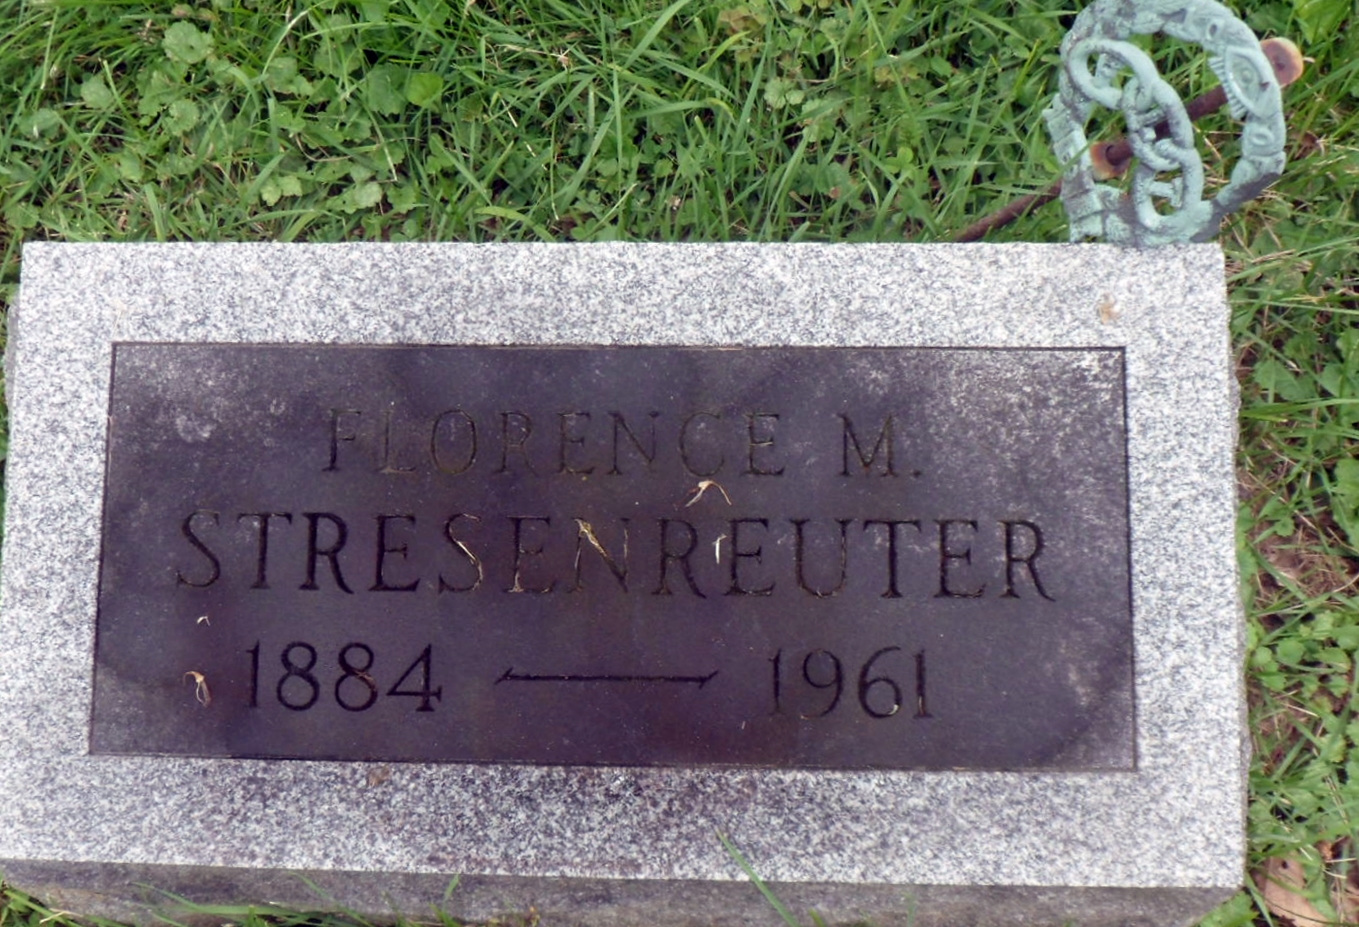 FLORENCE M.
STRESENREUTER
1884 — 1961